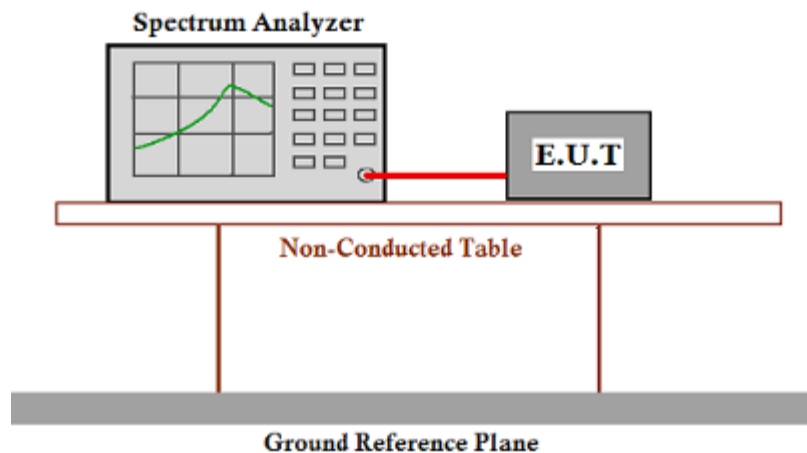 Spectrum Analyzer
E.U.T
Non-Conducted Table
Ground Reference Plane